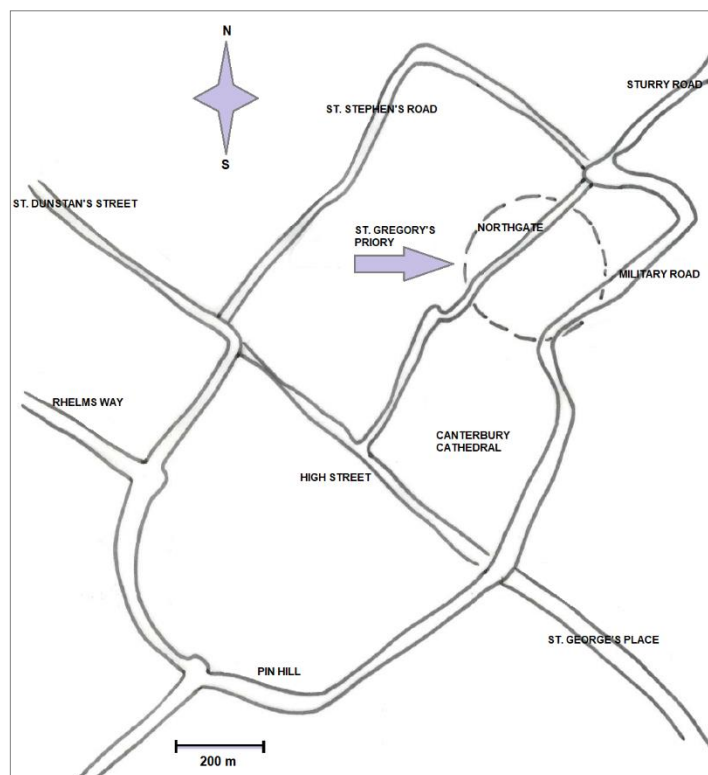 N
STURRY ROAD
ST. STEPHEN'S ROAD
S
ST. DUNSTAN'S STREET
ST. GREGORY'S
PRIORY
NORTHGATE
MILITARY ROAD
RHELMS WAY
CANTERBURY
CATHEDRAL
HIGH STREET
ST. GEORGE'S PLACE
PIN HILL
200 m